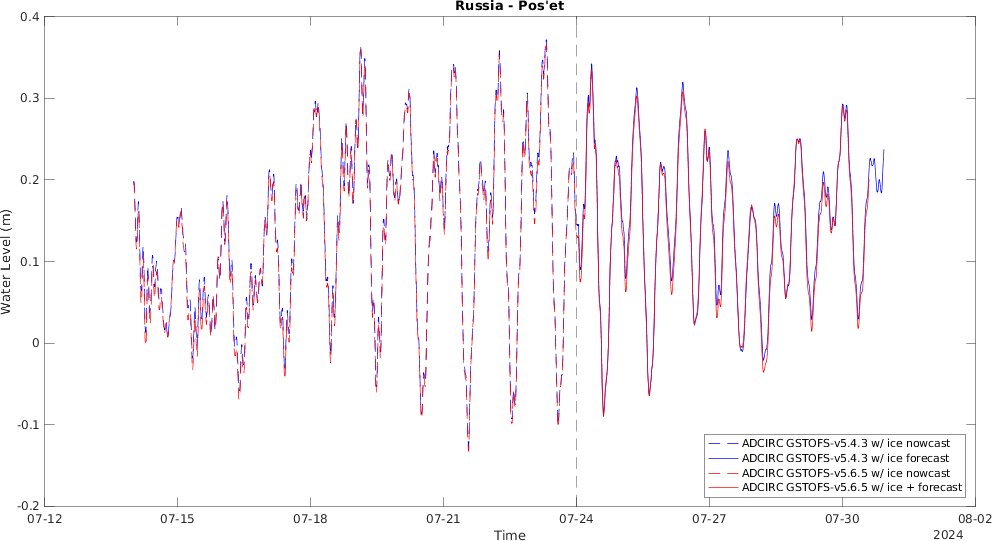 Russia - Pos'et
0.4
0.3
0.2
0.1
0
-0.1
-0.2
Water Level (m)
07-12
07-15
07-18
07-21
07-24
07-27
07-30
08-02
Time
2024
ADCIRC GSTOFS-v5.4.3 w/ ice nowcast
ADCIRC GSTOFS-v5.4.3 w/ ice forecast
ADCIRC GSTOFS-v5.6.5 w/ ice nowcast
ADCIRC GSTOFS-v5.6.5 w/ ice + forecast